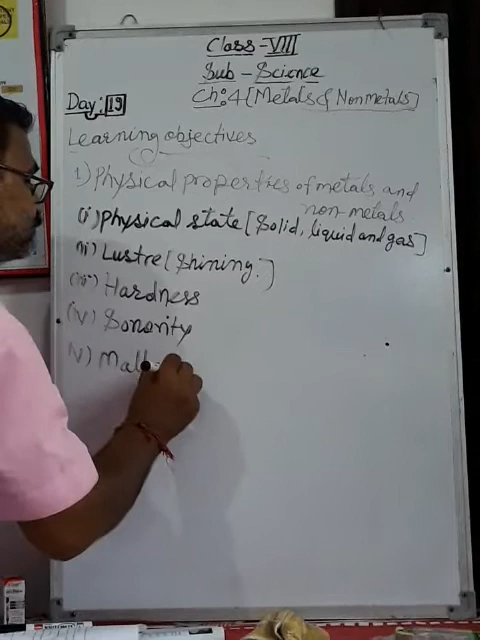 Class - VIII
Sub - Science
Day: 19
Ch: 4 [Metals & Nonmetals]
Learning objectives
1) Physical properties of metals and
non-metals
(i) Physical state [Solid, liquid and gas]
(ii) Lustre [Shining.]
(iii) Hardness
(iv) Sonority
v) Mall